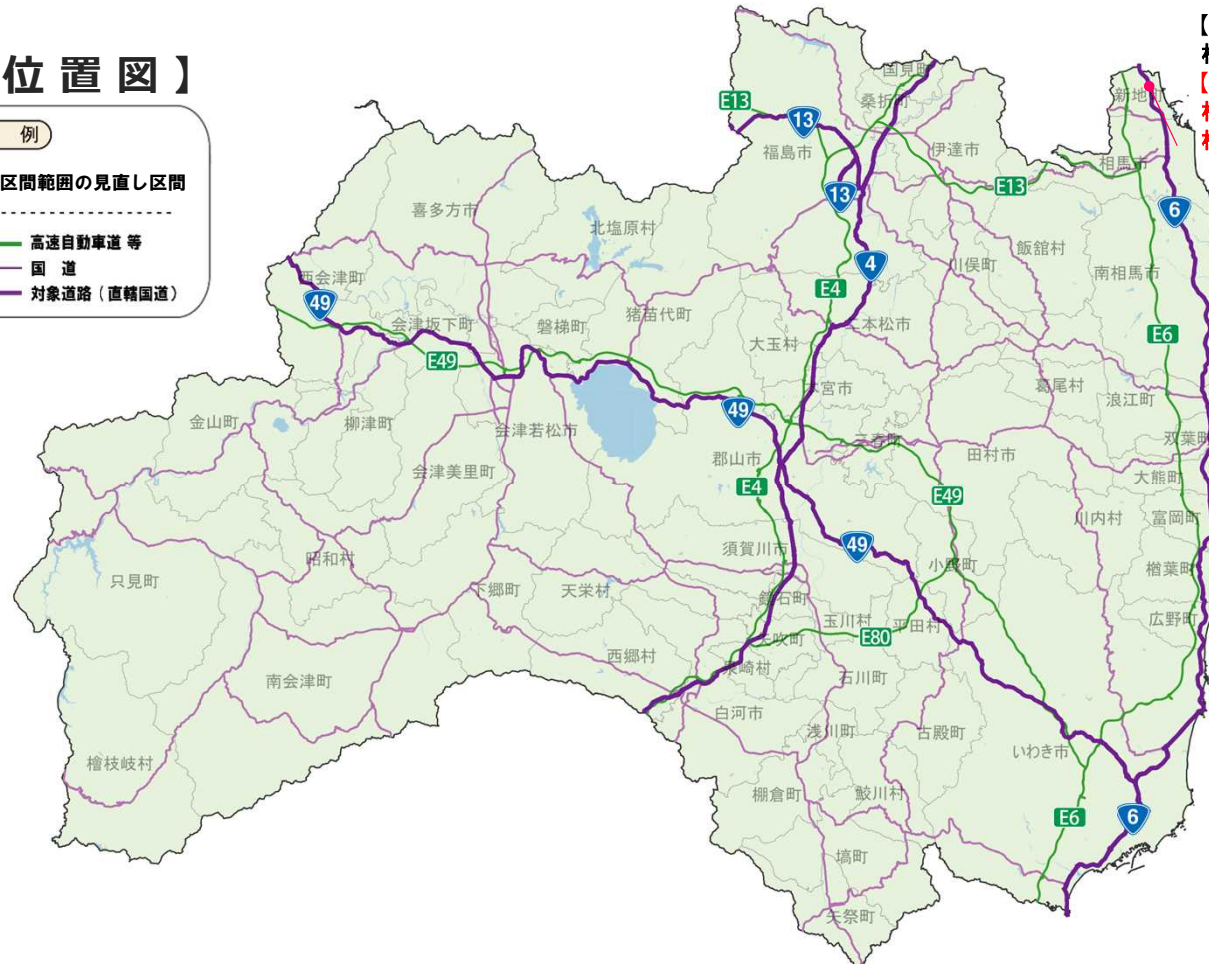 位置図】
例
区間範囲の見直し区間
高速自動車道 等
国 道
対象道路(直轄国道)
【
【
国見町
桑折町
新地町
E13
13
福島市
伊達市
相馬市
E13
13
6
喜多方市
北塩原村
飯舘村
川俣町
南相馬市
4
西会津町
49
E4
猪苗代町
会津坂下町
磐梯町
二本松市
大玉村
E6
E49
葛尾村
浪江町
49
金山町
柳津町
会津若松市
双葉町
三春町
郡山市
田村市
会津美里町
大熊町
E4
E49
川内村
富岡町
49
須賀川市
昭和村
小野町
楢葉町
只見町
下郷町
天栄村
鏡石町
広野町
玉川村
平田村
E80
矢吹町
西郷村
泉崎村
石川町
南会津町
白河市
浅川町
古殿町
いわき市
檜枝岐村
棚倉町
鮫川村
E6
6
塙町
矢祭町